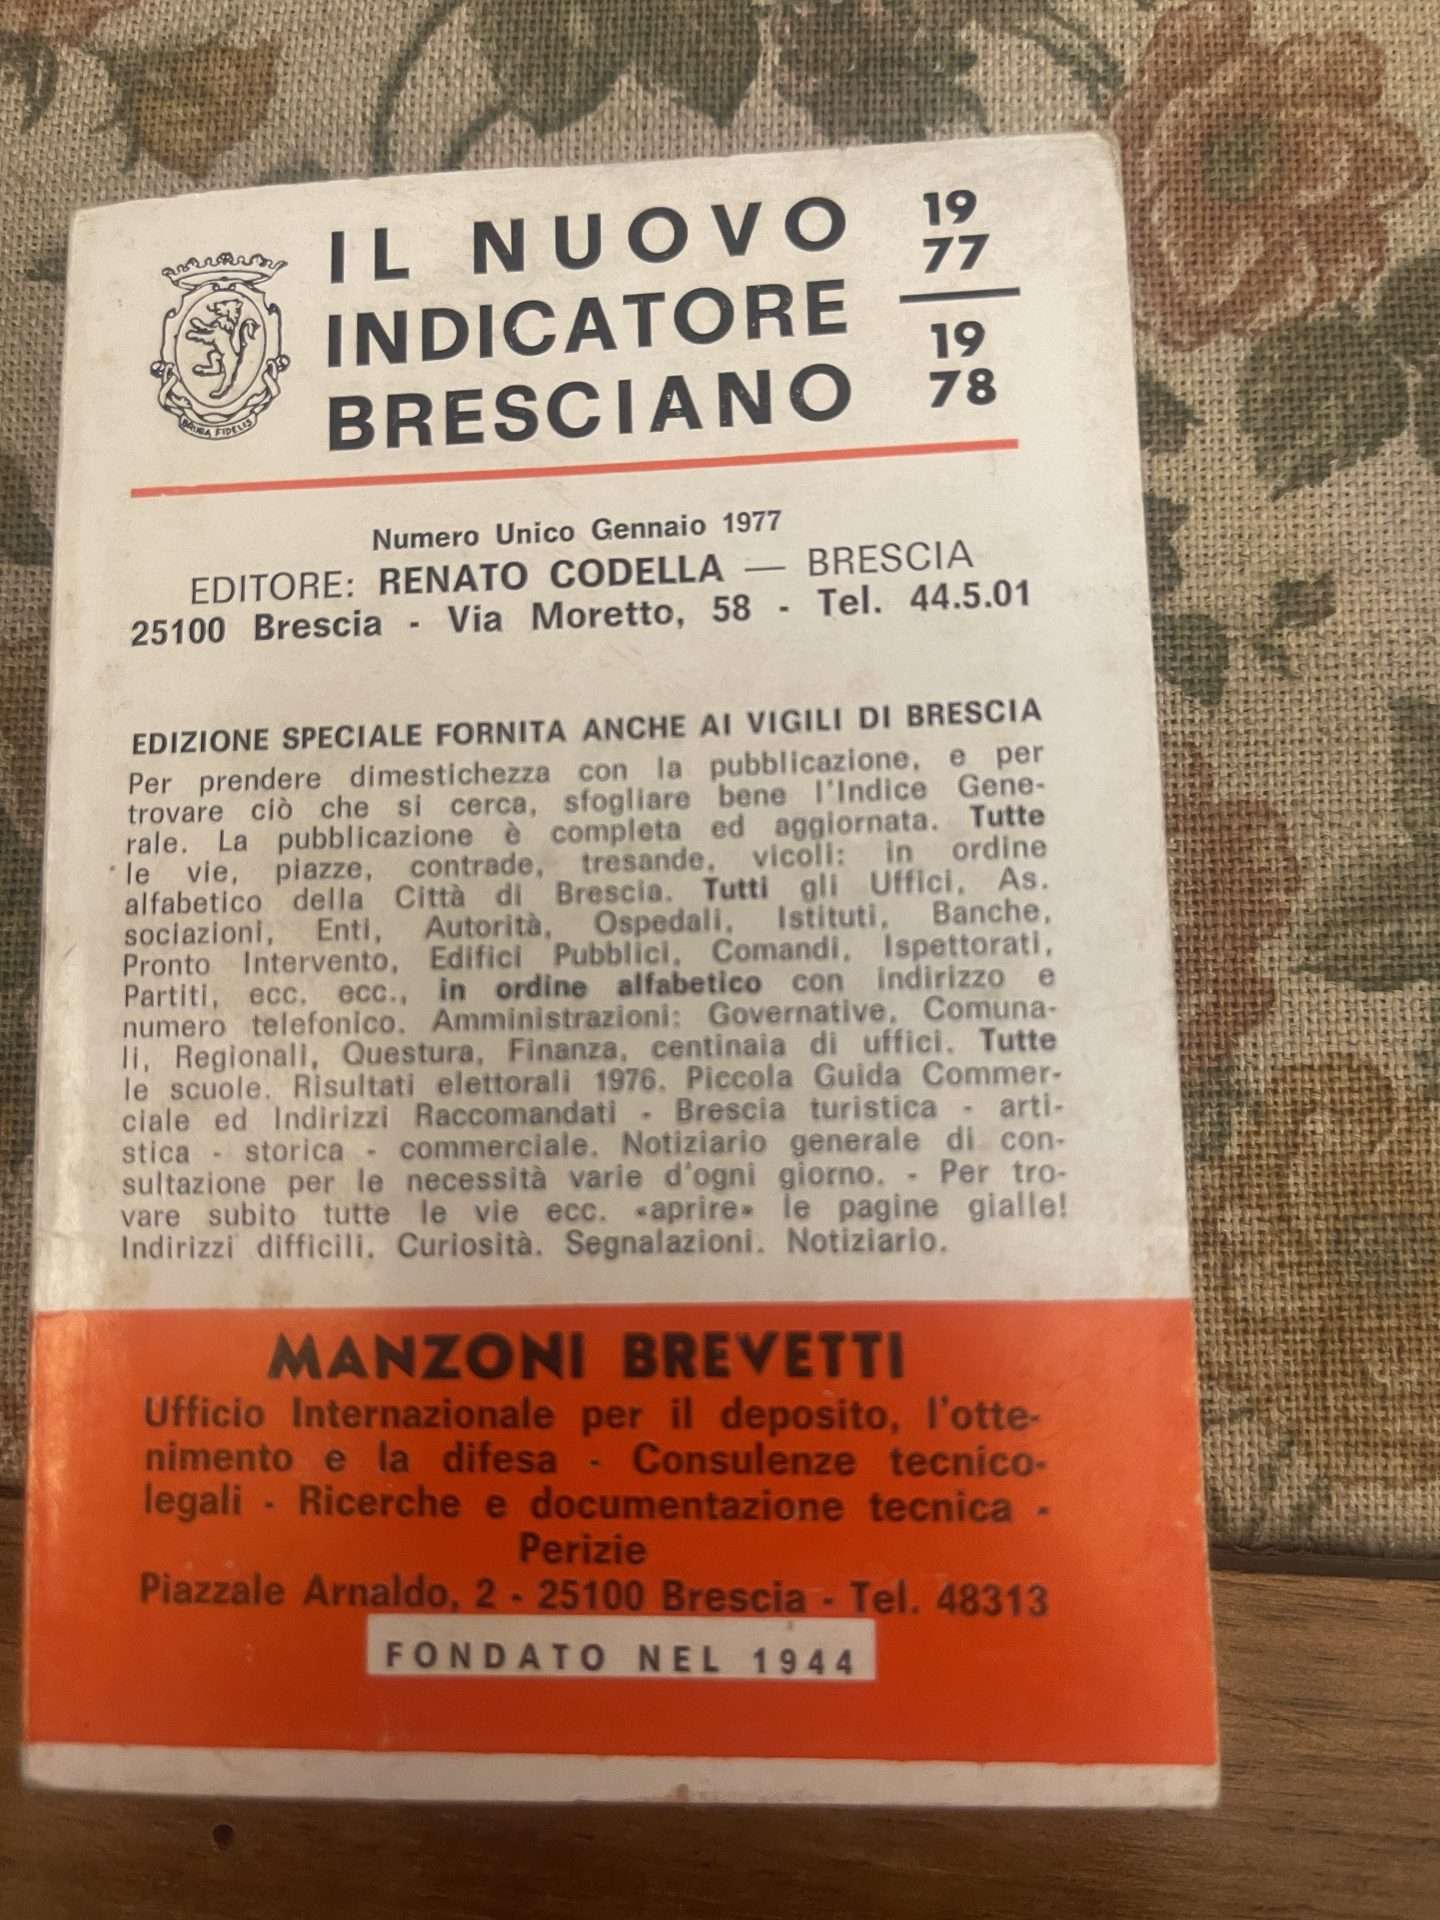 IL NUOVO
INDICATORE
BRESCIANO
19
77
19
78
BRIXIA FIDELIS
Numero Unico Gennaio 1977
EDITORE: RENATO CODELLA — BRESCIA
25100 Brescia - Via Moretto, 58 - Tel. 44.5.01
EDIZIONE SPECIALE FORNITA ANCHE AI VIGILI DI BRESCIA
Per prendere dimestichezza con la pubblicazione, e per
trovare ciò che si cerca, sfogliare bene l'Indice Gene-
rale. La pubblicazione è completa ed aggiornata. Tutte
le vie, piazze, contrade, tresande, vicoli: in ordine
alfabetico della Città di Brescia. Tutti gli Uffici, As.
sociazioni, Enti, Autorità, Ospedali, Istituti, Banche,
Pronto Intervento, Edifici Pubblici, Comandi, Ispettorati,
Partiti, ecc. ecc., in ordine alfabetico con indirizzo e
numero telefonico. Amministrazioni: Governative, Comuna-
li, Regionali, Questura, Finanza, centinaia di uffici. Tutte
le scuole. Risultati elettorali 1976. Piccola Guida Commer-
ciale ed Indirizzi Raccomandati - Brescia turistica - arti-
stica - storica - commerciale. Notiziario generale di con-
sultazione per le necessità varie d'ogni giorno. - Per tro-
vare subito tutte le vie ecc. «aprire» le pagine gialle!
Indirizzi difficili. Curiosità. Segnalazioni. Notiziario.
MANZONI BREVETTI
Ufficio Internazionale per il deposito, l'otte-
nimento e la difesa - Consulenze tecnico-
legali - Ricerche e documentazione tecnica -
Perizie
Piazzale Arnaldo, 2 - 25100 Brescia - Tel. 48313
FONDATO NEL 1944